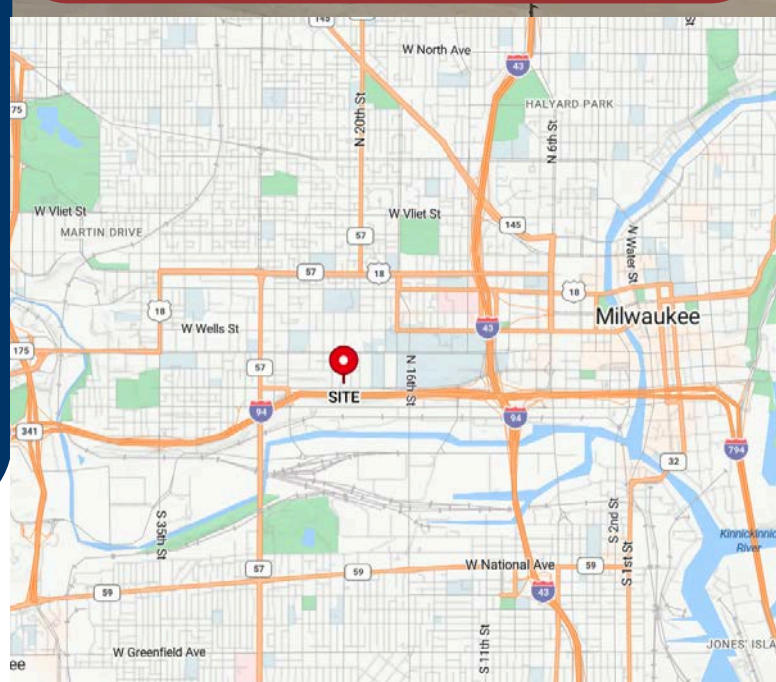 145
W North Ave
43
75
N 20th St
HALYARD PARK
N 6th St
W Vliet St
W Vliet St
MARTIN DRIVE
145
57
N Water St
57
18
18
18
W Wells St
43
Milwaukee
175
57
N 16th St
SITE
94
94
341
794
32
S 35th St
S 2nd St
Kinnickinnic
River
W National Ave
57
59
59
59
43
S 1st St
S 11th St
W Greenfield Ave
JONES' ISLA
ee